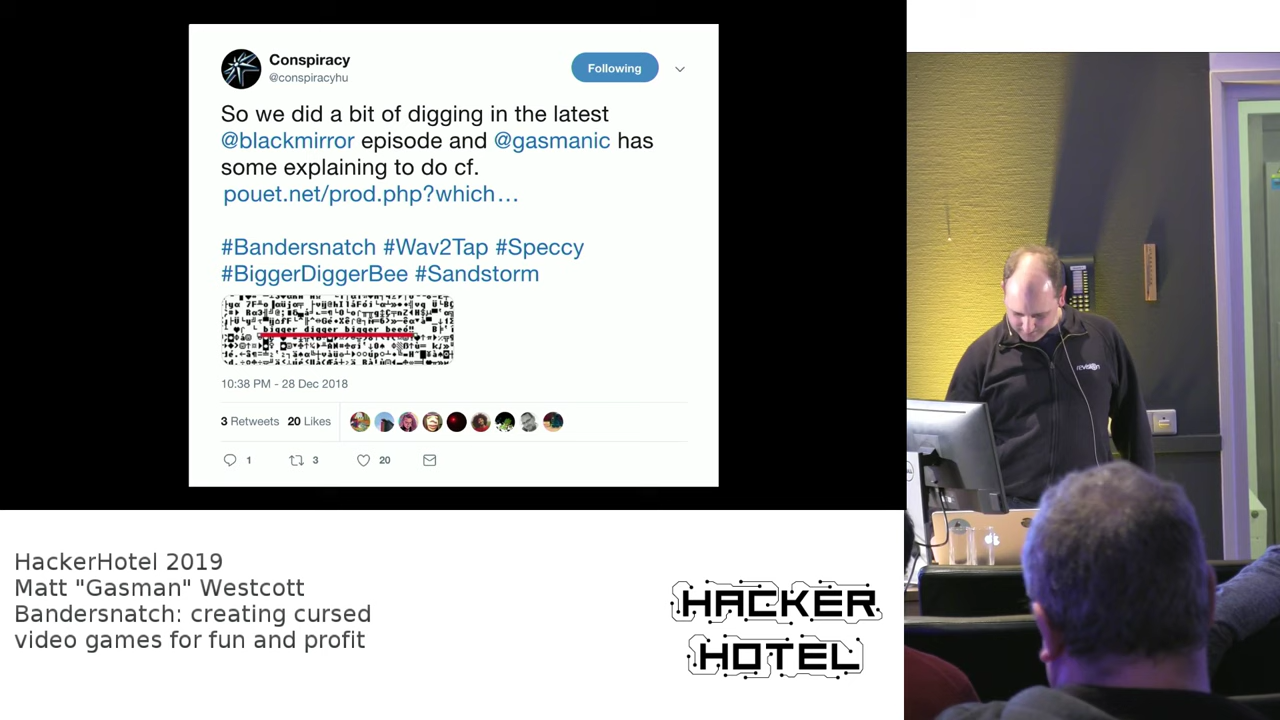 Conspiracy
@conspiracyhu
Following
So we did a bit of digging in the latest
@blackmirror episode and @gasmanic has
some explaining to do cf.
pouet.net/prod.php?which…
#Bandersnatch #Wav2Tap #Speccy
#BiggerDiggerBee #Sandstorm
bigger digger bigger beeé!!
10:38 PM - 28 Dec 2018
3 Retweets 20 Likes
1 3 20
HackerHotel 2019
Matt "Gasman" Westcott
Bandersnatch: creating cursed
video games for fun and profit
HACKER
HOTEL
revision